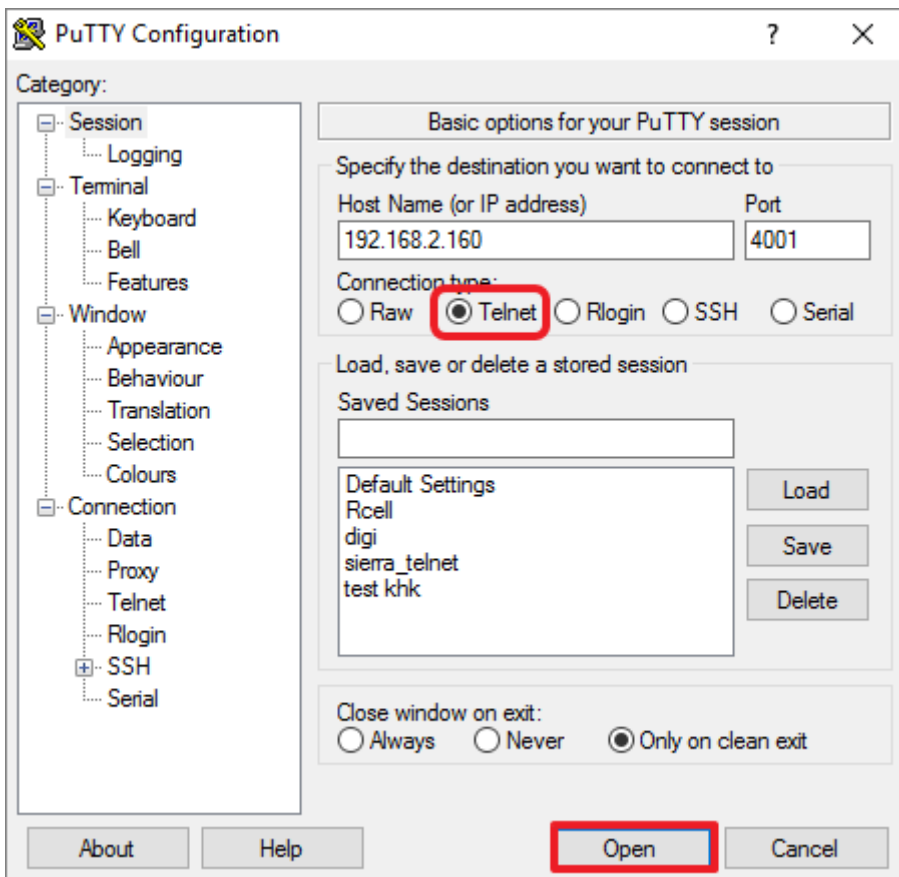 PuTTY Configuration
?
Category:
Session
Logging
Terminal
Keyboard
Bell
Features
Window
Appearance
Behaviour
Translation
Selection
Colours
Connection
Data
Proxy
Telnet
Rlogin
SSH
Serial
Basic options for your PuTTY session
Specify the destination you want to connect to
Host Name (or IP address) Port
192.168.2.160 4001
Connection type:
Raw Telnet Rlogin SSH Serial
Load, save or delete a stored session
Saved Sessions
Default Settings
Rcell
digi
sierra_telnet
test khk
Load
Save
Delete
Close window on exit:
Always Never Only on clean exit
About Help Open Cancel